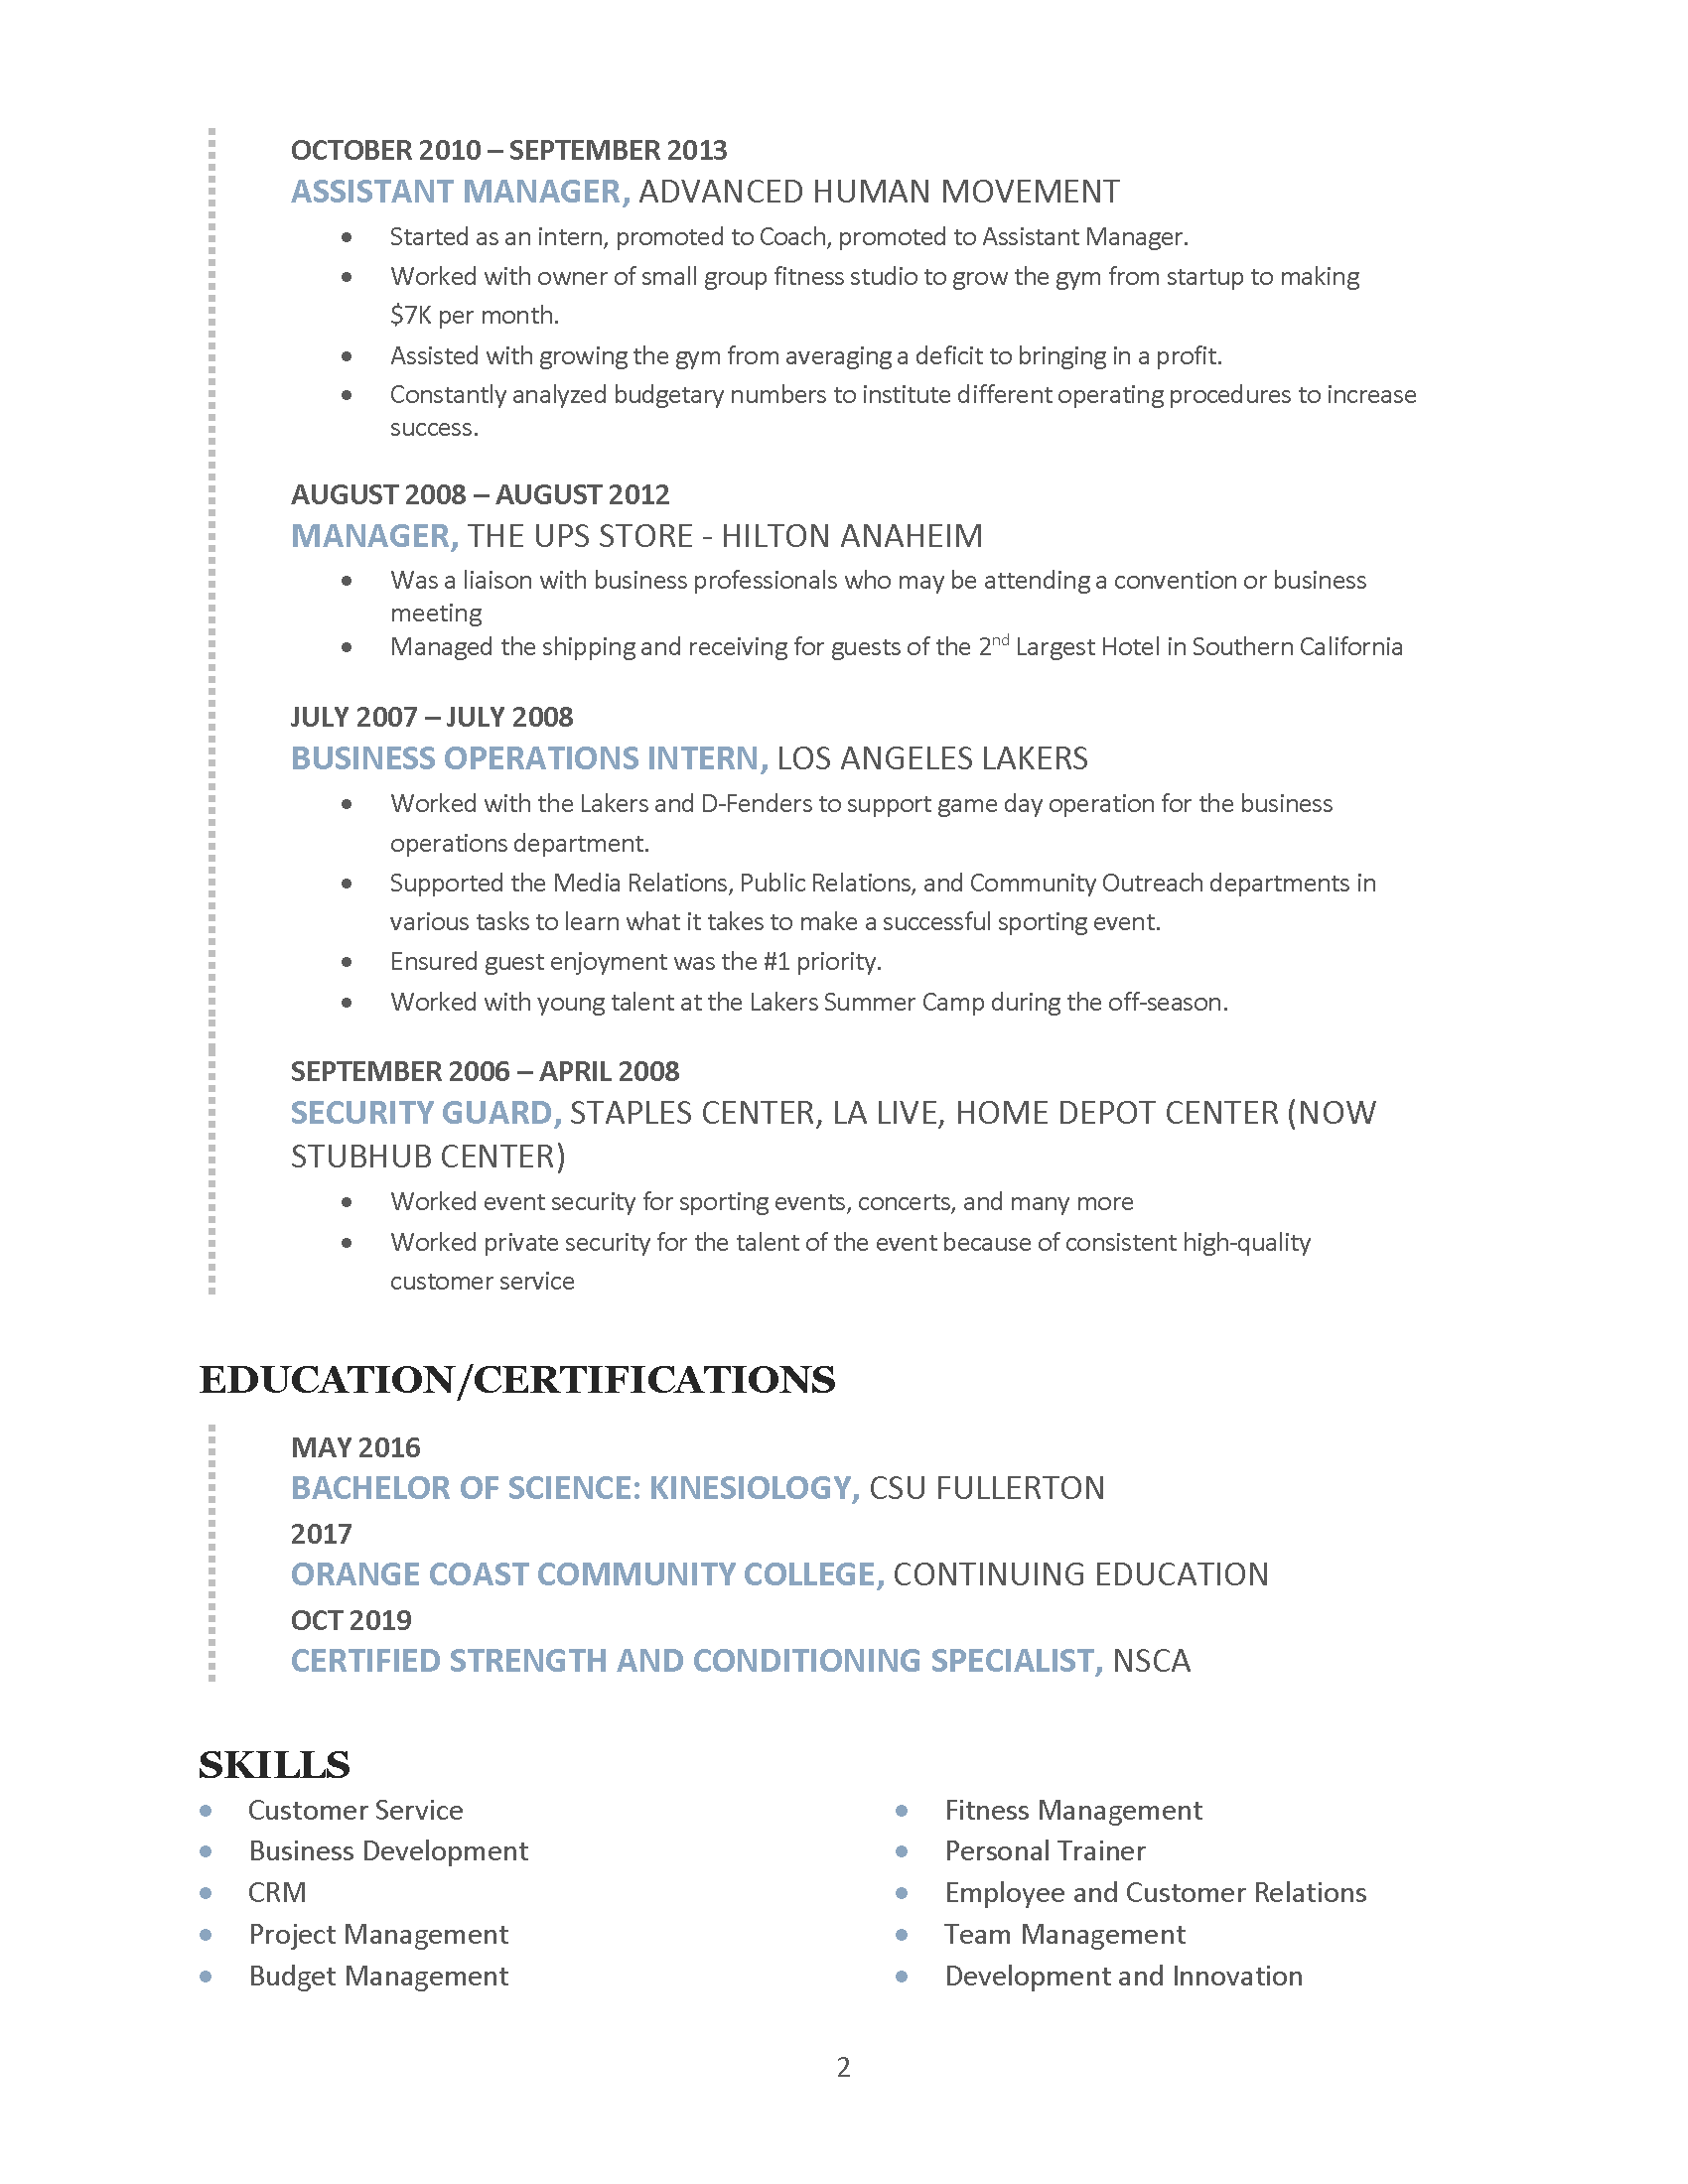 OCTOBER 2010 – SEPTEMBER 2013
ASSISTANT MANAGER, ADVANCED HUMAN MOVEMENT
• Started as an intern, promoted to Coach, promoted to Assistant Manager.
• Worked with owner of small group fitness studio to grow the gym from startup to making
$7K per month.
• Assisted with growing the gym from averaging a deficit to bringing in a profit.
• Constantly analyzed budgetary numbers to institute different operating procedures to increase
success.
AUGUST 2008 – AUGUST 2012
MANAGER, THE UPS STORE - HILTON ANAHEIM
• Was a liaison with business professionals who may be attending a convention or business
meeting
• Managed the shipping and receiving for guests of the 2nd Largest Hotel in Southern California
JULY 2007 – JULY 2008
BUSINESS OPERATIONS INTERN, LOS ANGELES LAKERS
• Worked with the Lakers and D-Fenders to support game day operation for the business
operations department.
• Supported the Media Relations, Public Relations, and Community Outreach departments in
various tasks to learn what it takes to make a successful sporting event.
• Ensured guest enjoyment was the #1 priority.
• Worked with young talent at the Lakers Summer Camp during the off-season.
SEPTEMBER 2006 – APRIL 2008
SECURITY GUARD, STAPLES CENTER, LA LIVE, HOME DEPOT CENTER (NOW
STUBHUB CENTER)
• Worked event security for sporting events, concerts, and many more
• Worked private security for the talent of the event because of consistent high-quality
customer service
EDUCATION/CERTIFICATIONS
MAY 2016
BACHELOR OF SCIENCE: KINESIOLOGY, CSU FULLERTON
2017
ORANGE COAST COMMUNITY COLLEGE, CONTINUING EDUCATION
OCT 2019
CERTIFIED STRENGTH AND CONDITIONING SPECIALIST, NSCA
SKILLS
• Customer Service
• Business Development
• CRM
• Project Management
• Budget Management
• Fitness Management
• Personal Trainer
• Employee and Customer Relations
• Team Management
• Development and Innovation
2